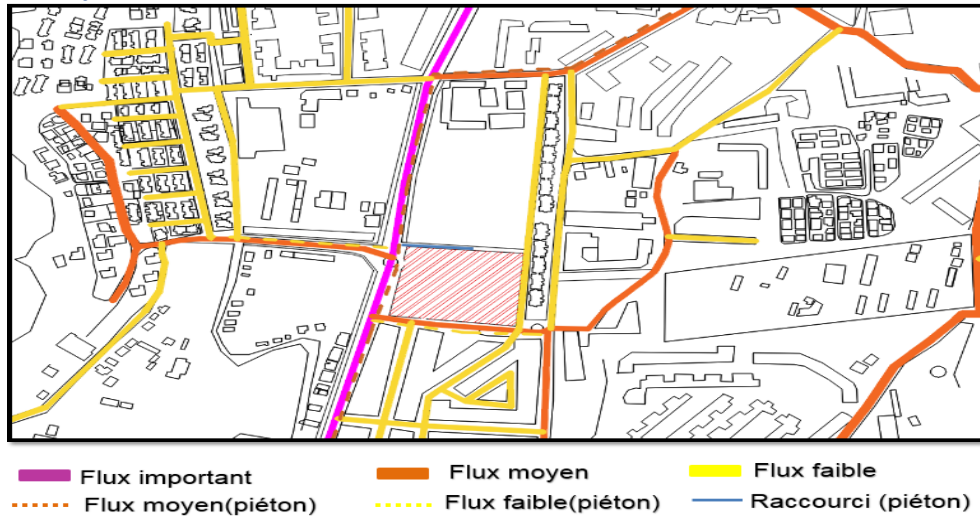 Flux important
Flux moyen
Flux faible
Flux moyen(piéton)
Flux faible(piéton)
Raccourci (piéton)